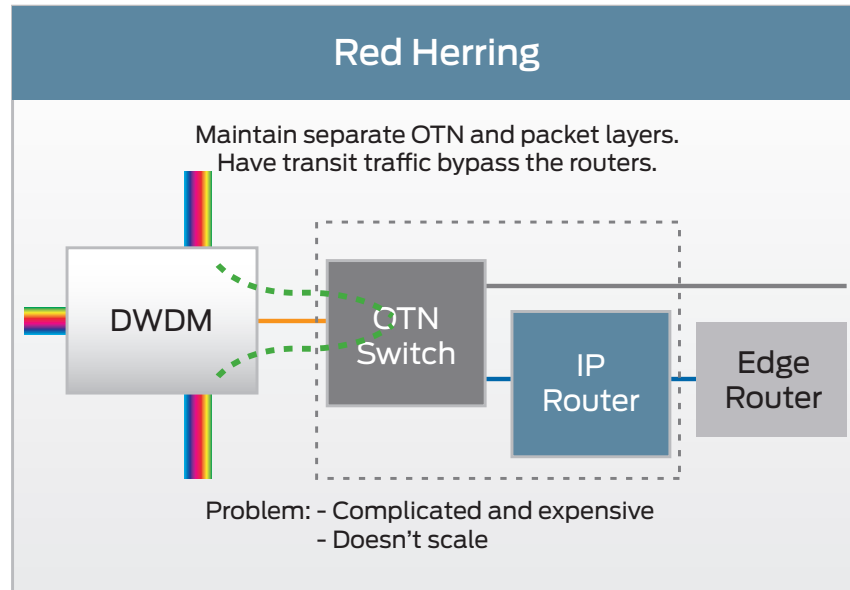 Red Herring
Maintain separate OTN and packet layers.
Have transit traffic bypass the routers.
DWDM
OTN
Switch
IP
Router
Edge
Router
Problem: - Complicated and expensive
- Doesn't scale